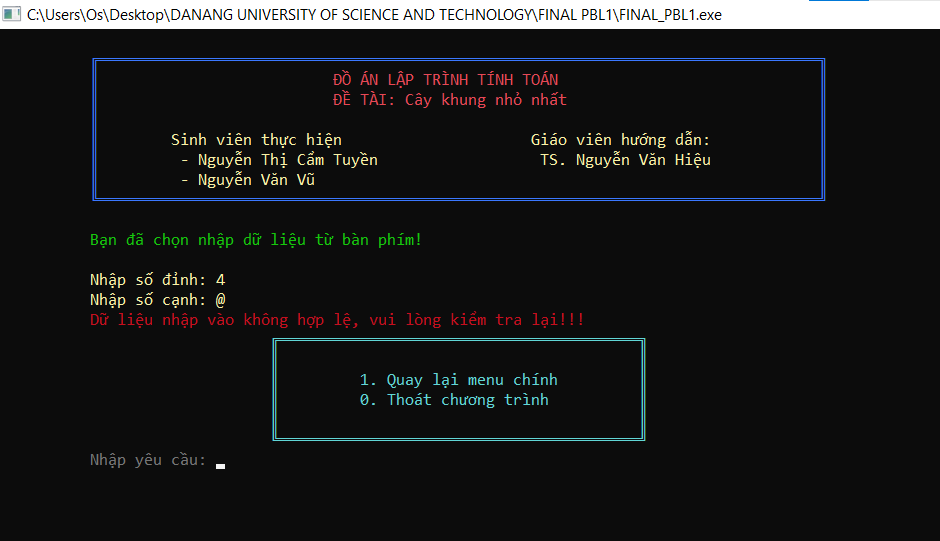 C:\Users\Os\Desktop\DANANG UNIVERSITY OF SCIENCE AND TECHNOLOGY\FINAL PBL1\FINAL_PBL1.exe
ĐỒ ÁN LẬP TRÌNH TÍNH TOÁN
ĐỀ TÀI: Cây khung nhỏ nhất
Sinh viên thực hiện Giáo viên hướng dẫn:
- Nguyễn Thị Cẩm Tuyền TS. Nguyễn Văn Hiệu
- Nguyễn Văn Vũ
Bạn đã chọn nhập dữ liệu từ bàn phím!
Nhập số đỉnh: 4
Nhập số cạnh: @
Dữ liệu nhập vào không hợp lệ, vui lòng kiểm tra lại!!!
1. Quay lại menu chính
0. Thoát chương trình
Nhập yêu cầu: